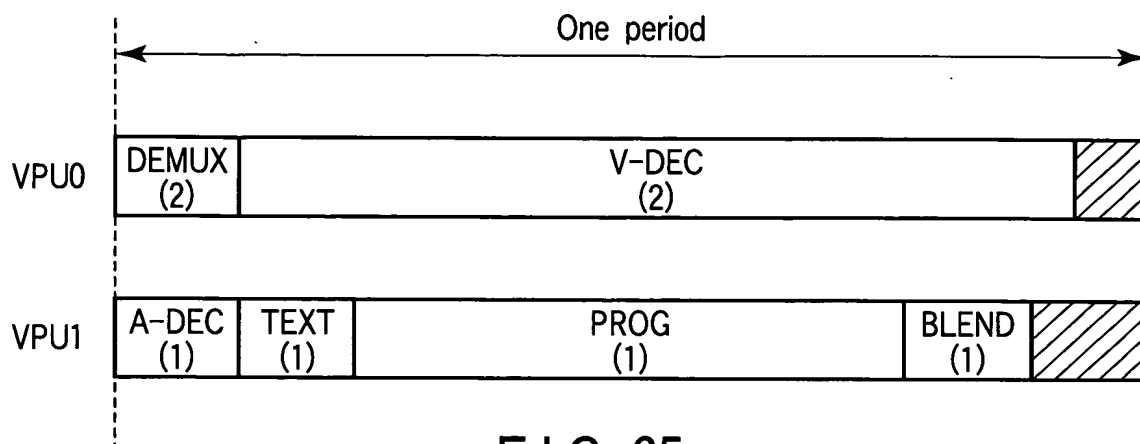 One period
VPU0
DEMUX
(2)
V-DEC
(2)
VPU1
A-DEC
(1)
TEXT
(1)
PROG
(1)
BLEND
(1)